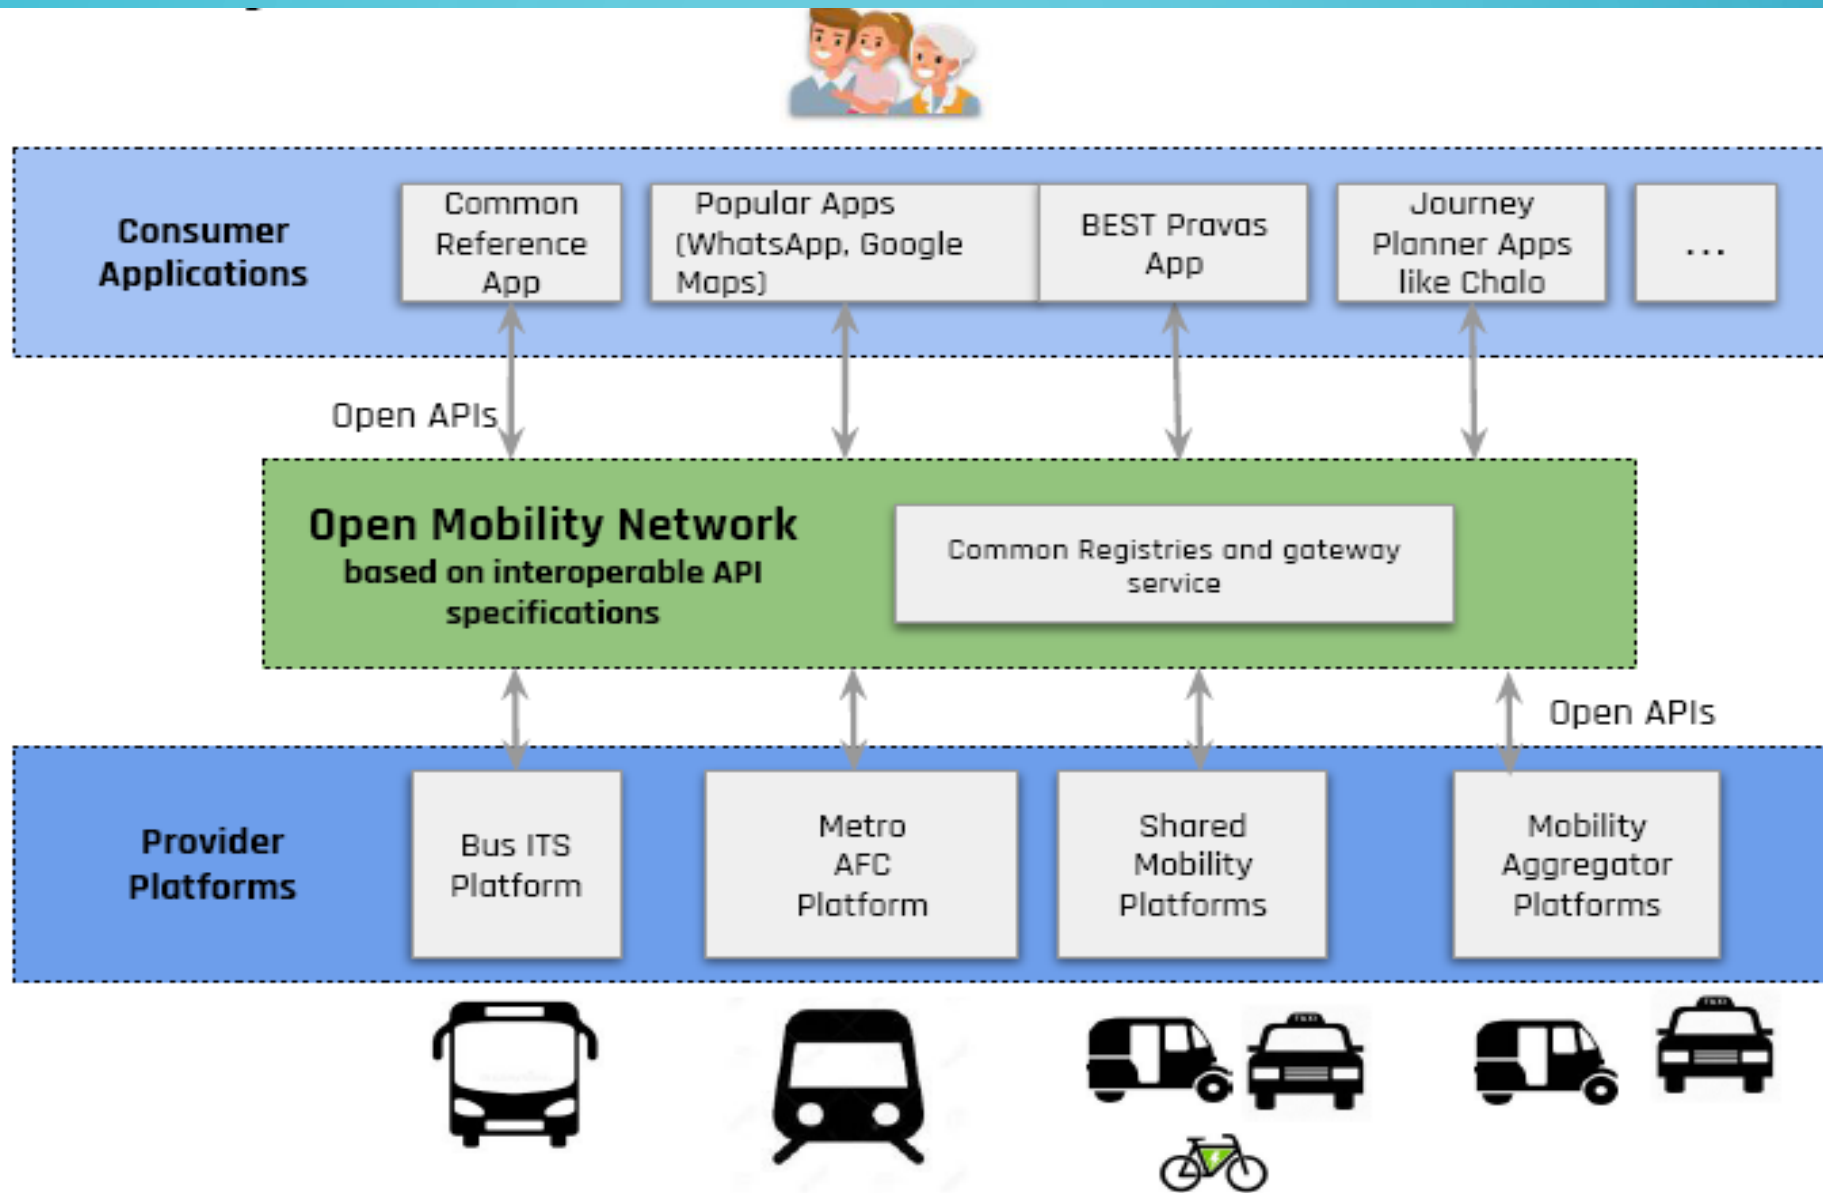 Consumer
Applications
Common
Reference
App
Popular Apps
(WhatsApp, Google
Maps)
BEST Pravas
App
Journey
Planner Apps
like Chalo
...
Open APIs
Open Mobility Network
based on interoperable API
specifications
Common Registries and gateway
service
Open APIs
Provider
Platforms
Bus ITS
Platform
Metro
AFC
Platform
Shared
Mobility
Platforms
Mobility
Aggregator
Platforms
TAXI
TAXI